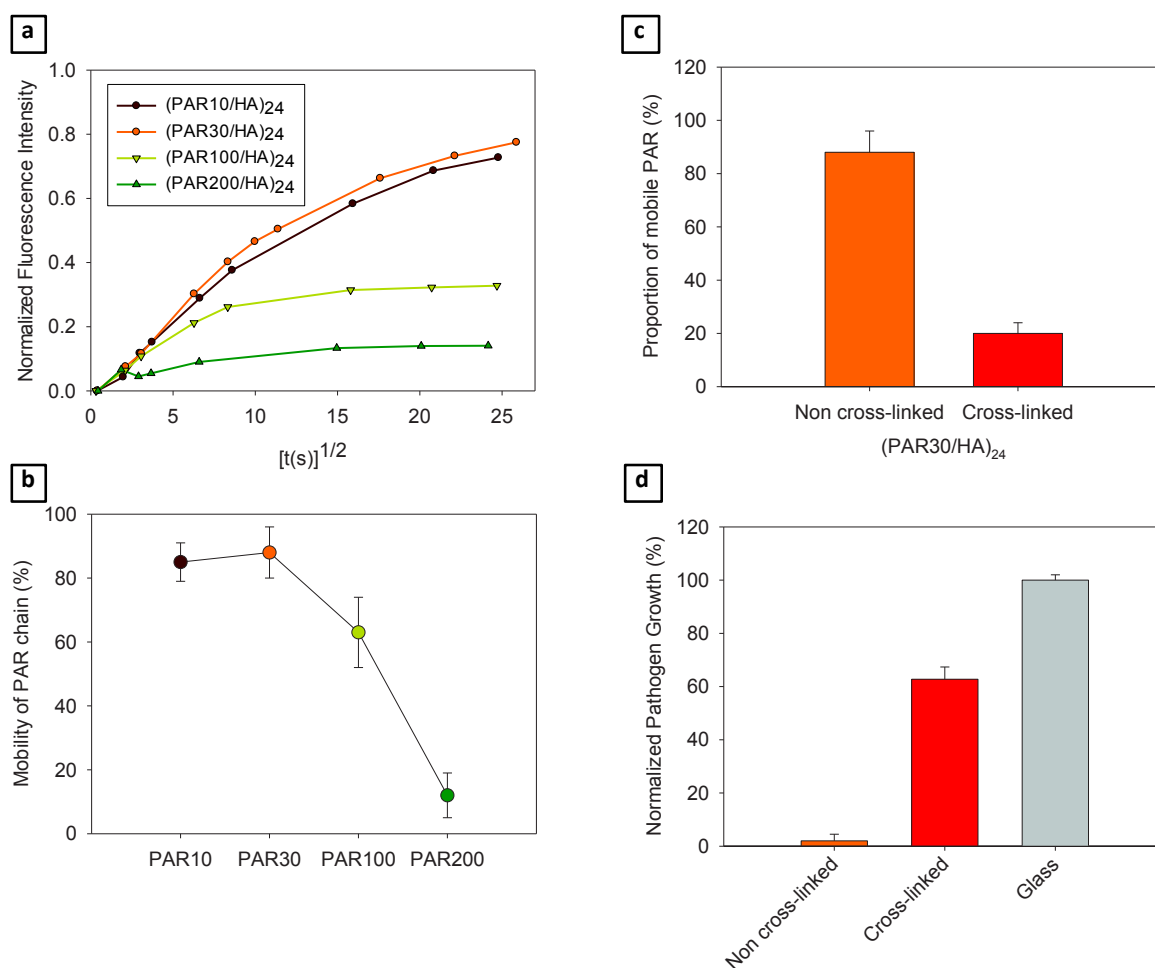 a
Normalized Fluorescence Intensity
1.0
0.8
0.6
0.4
0.2
0.0
(PAR10/HA)24
(PAR30/HA)24
(PAR100/HA)24
(PAR200/HA)24
0 5 10 15 20 25
[t(s)]1/2
b
Mobility of PAR chain (%)
100
80
60
40
20
0
PAR10 PAR30 PAR100 PAR200
c
Proportion of mobile PAR (%)
120
100
80
60
40
20
0
Non cross-linked Cross-linked
(PAR30/HA)24
d
Normalized Pathogen Growth (%)
120
100
80
60
40
20
0
Non cross-linked
Cross-linked
Glass